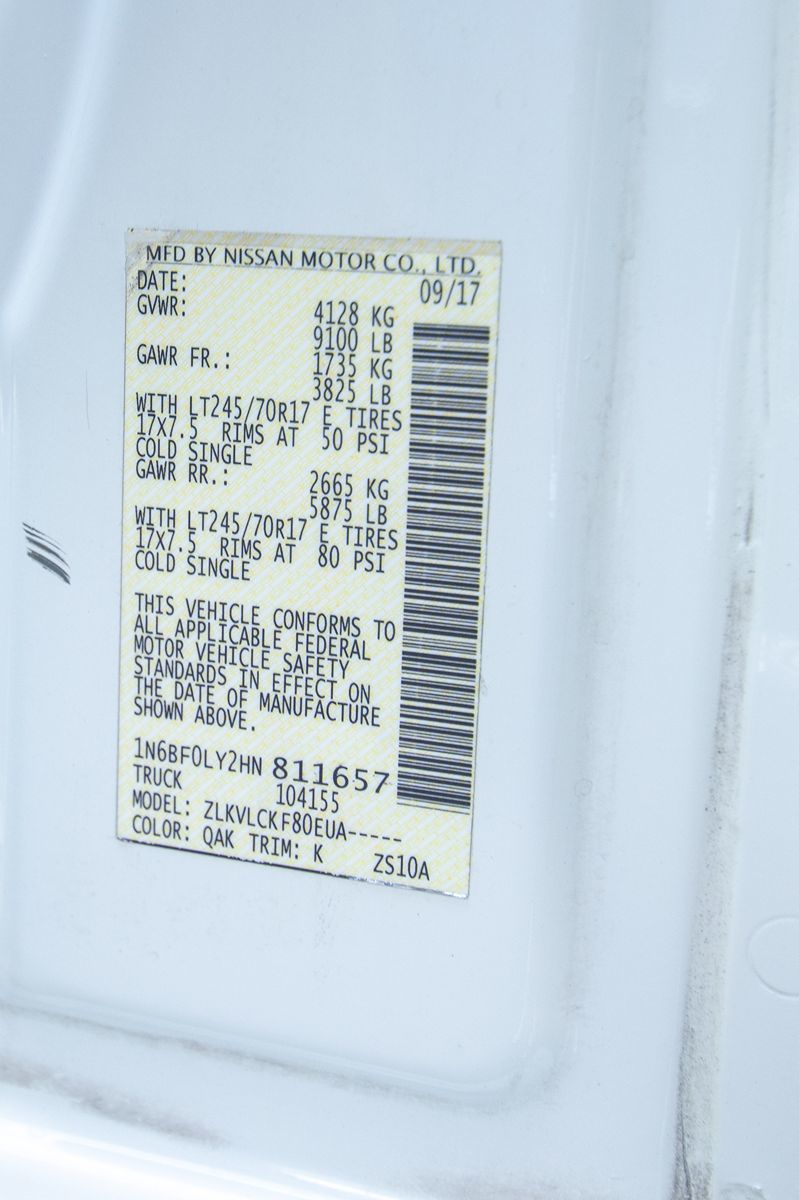 MFD BY NISSAN MOTOR CO., LTD.
DATE: 09/17
GVWR: 4128 KG
9100 LB
GAWR FR.: 1735 KG
3825 LB
WITH LT245/70R17 E TIRES
17X7.5 RIMS AT 50 PSI
COLD SINGLE
GAWR RR.: 2665 KG
5875 LB
WITH LT245/70R17 E TIRES
17X7.5 RIMS AT 80 PSI
COLD SINGLE
THIS VEHICLE CONFORMS TO
ALL APPLICABLE FEDERAL
MOTOR VEHICLE SAFETY
STANDARDS IN EFFECT ON
THE DATE OF MANUFACTURE
SHOWN ABOVE.
1N6BF0LY2HN 811657
TRUCK 104155
MODEL: ZLKVLCKF80EUA-----
COLOR: QAK TRIM: K ZS10A